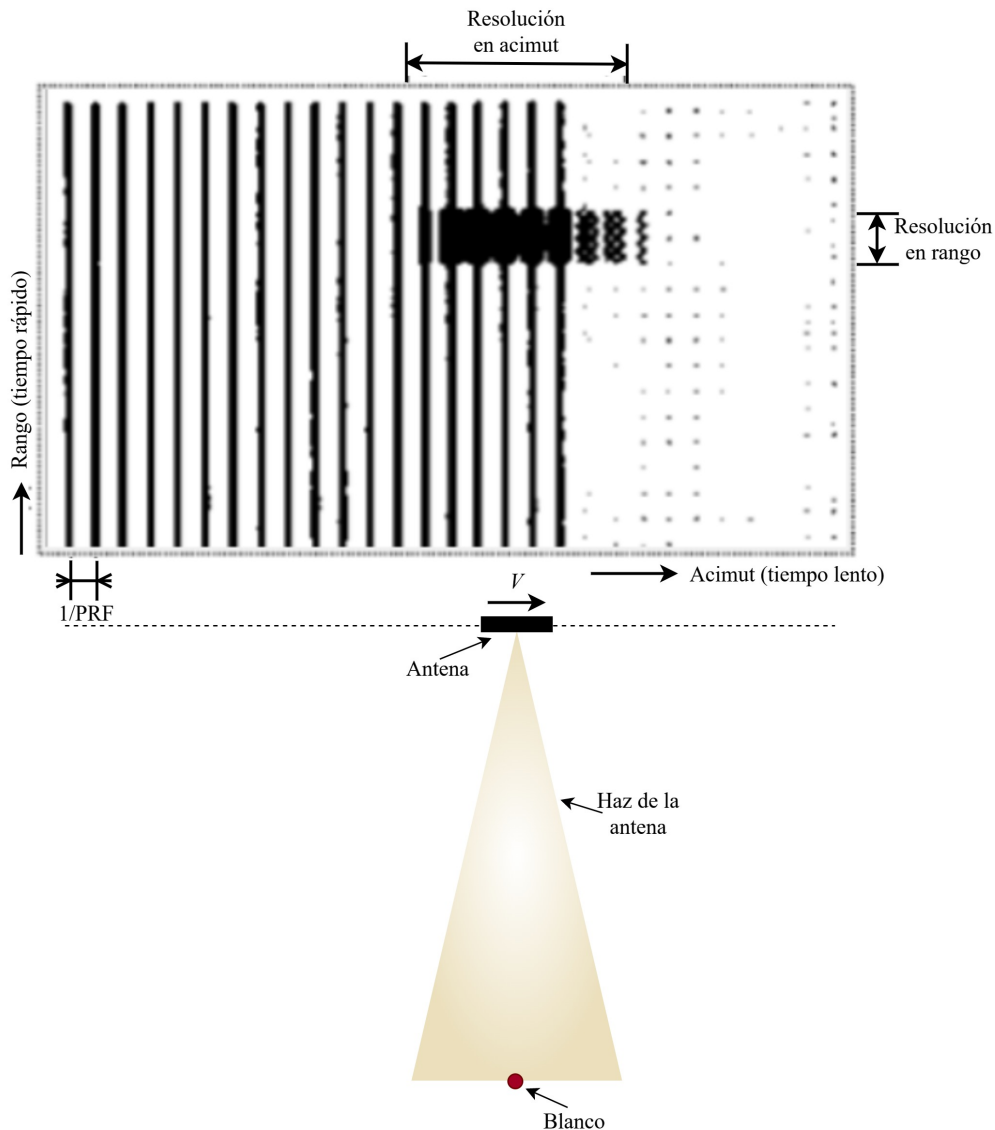 Resolución
en acimut
Resolución
en rango
Rango (tiempo rápido)
Acimut (tiempo lento)
V
1/PRF
Antena
Haz de la
antena
Blanco